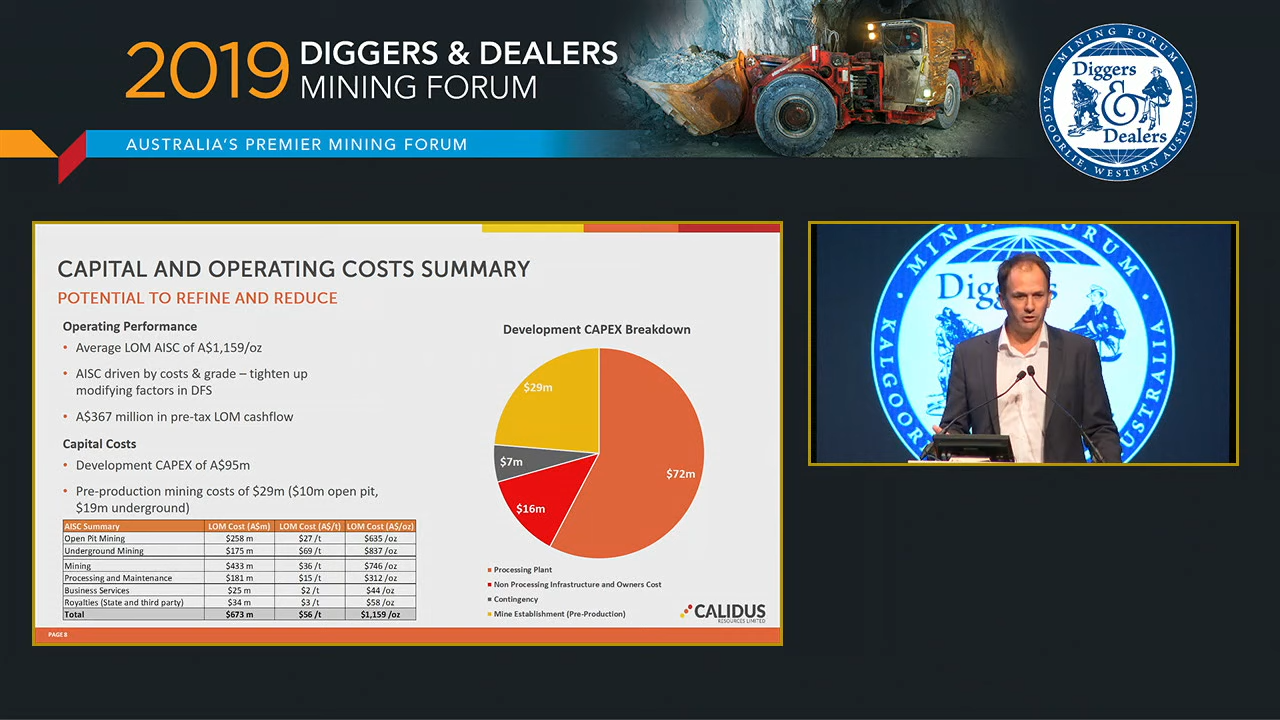 2019 DIGGERS & DEALERS
MINING FORUM
AUSTRALIA'S PREMIER MINING FORUM
MINING FORUM
Diggers
&
Dealers
KALGOORLIE, WESTERN AUSTRALIA
CAPITAL AND OPERATING COSTS SUMMARY
POTENTIAL TO REFINE AND REDUCE
Operating Performance
• Average LOM AISC of A$1,159/oz
• AISC driven by costs & grade – tighten up
modifying factors in DFS
• A$367 million in pre-tax LOM cashflow
Capital Costs
• Development CAPEX of A$95m
• Pre-production mining costs of $29m ($10m open pit,
$19m underground)
AISC Summary LOM Cost (A$m) LOM Cost (A$/t) LOM Cost (A$/oz)
Open Pit Mining $258 m $27 /t $635 /oz
Underground Mining $175 m $69 /t $837 /oz
Mining $433 m $36 /t $746 /oz
Processing and Maintenance $181 m $15 /t $312 /oz
Business Services $25 m $2 /t $44 /oz
Royalties (State and third party) $34 m $3 /t $58 /oz
Total $673 m $56 /t $1,159 /oz
Development CAPEX Breakdown
$29m
$7m
$16m
$72m
Processing Plant
Non Processing Infrastructure and Owners Cost
Contingency
Mine Establishment (Pre-Production)
CALIDUS
RESOURCES LIMITED
PAGE 8
MINING FORUM
Diggers
KALGOOR
AUSTRALIA